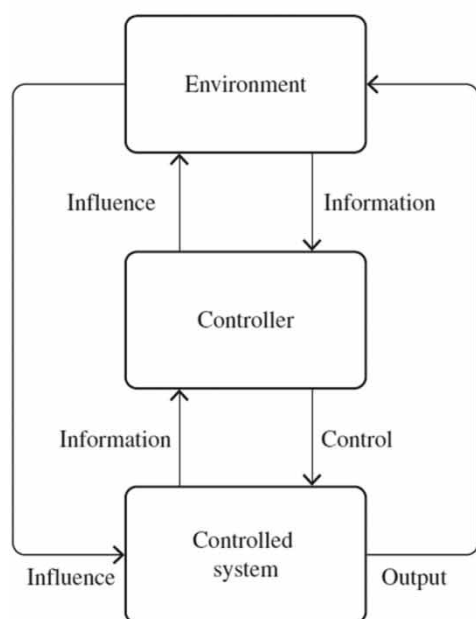 Environment
Influence
Information
Controller
Information
Control
Controlled
system
Influence
Output